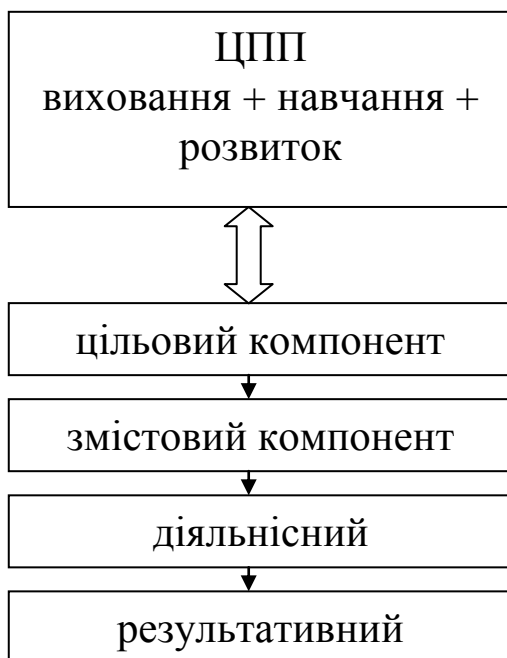 ЦПП
виховання + навчання +
розвиток
цільовий компонент
змістовий компонент
діяльнісний
результативний